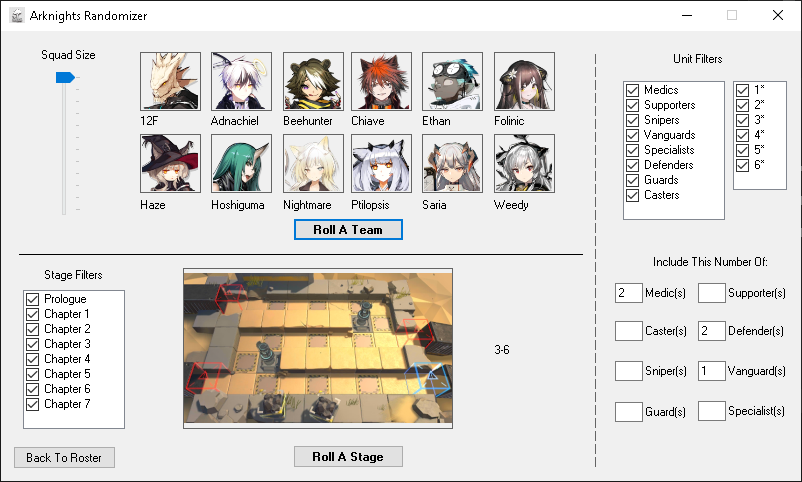 Arknights Randomizer
Squad Size
12F Adnachiel Beehunter Chiave Ethan Folinic
Haze Hoshiguma Nightmare Ptilopsis Saria Weedy
Roll A Team
Unit Filters
Medics
Supporters
Snipers
Vanguards
Specialists
Defenders
Guards
Casters
1*
2*
3*
4*
5*
6*
Stage Filters
Prologue
Chapter 1
Chapter 2
Chapter 3
Chapter 4
Chapter 5
Chapter 6
Chapter 7
3-6
Include This Number Of:
2 Medic(s) Supporter(s)
Caster(s) 2 Defender(s)
Sniper(s) 1 Vanguard(s)
Guard(s) Specialist(s)
Back To Roster
Roll A Stage